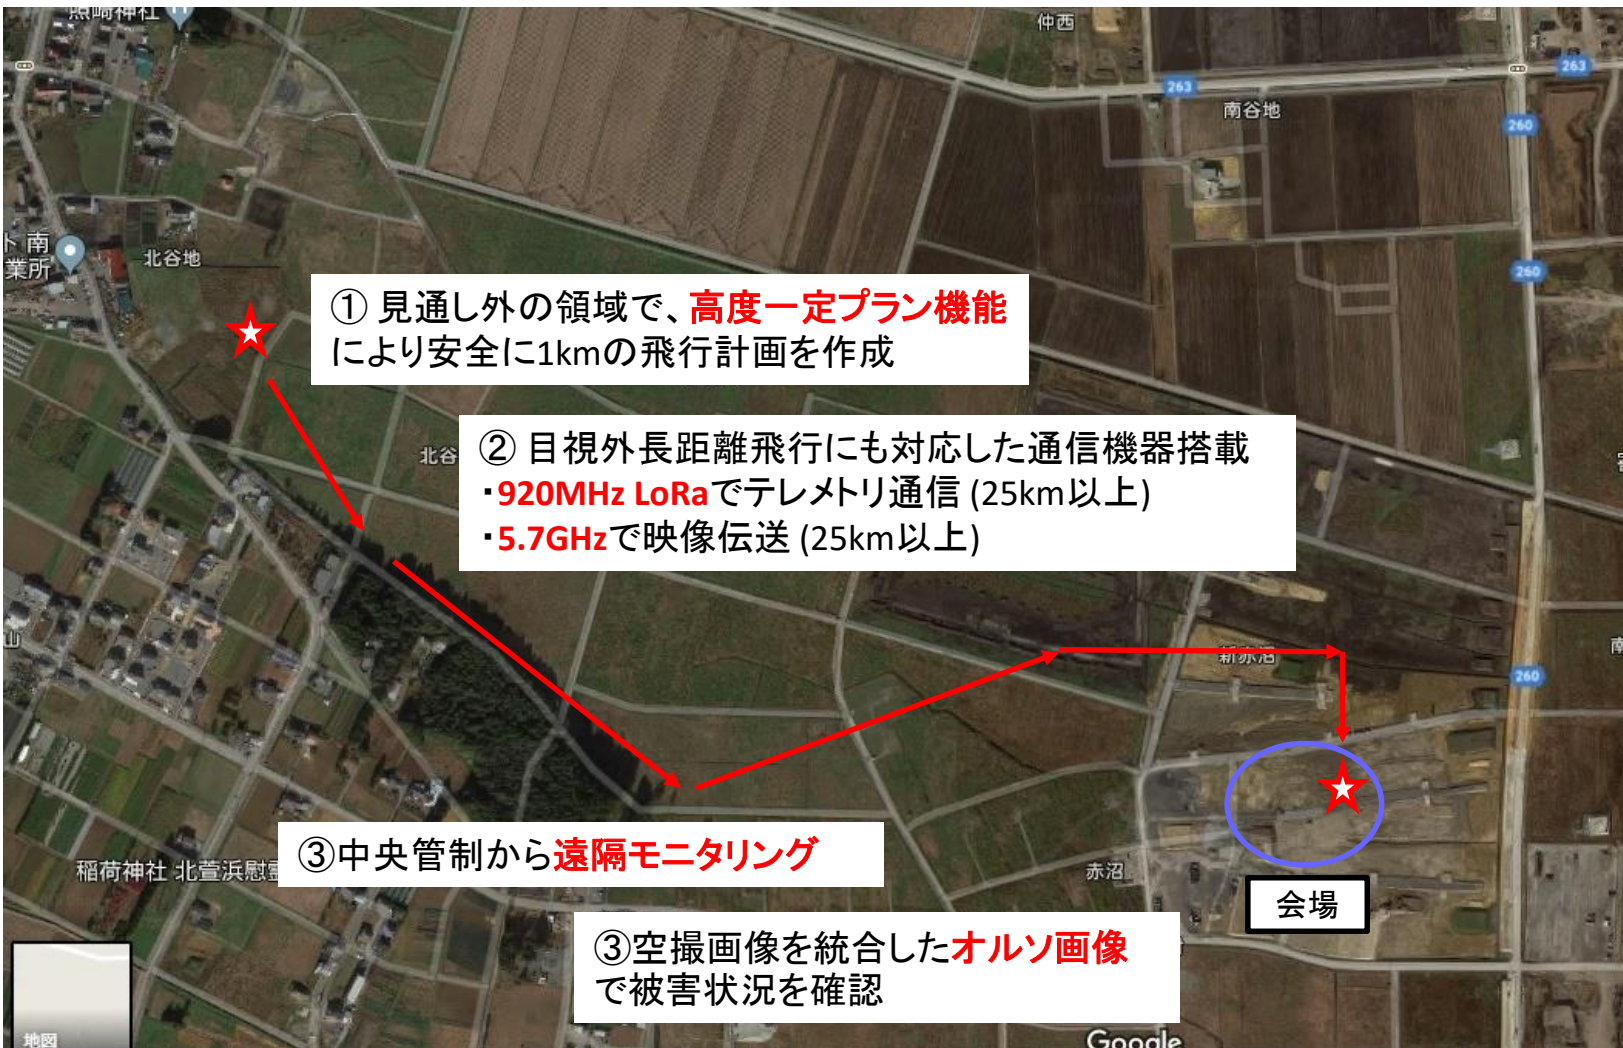 照崎神社
仲西
263
263
南谷地
260
ト南
業所
北谷地
260
① 見通し外の領域で、高度一定プラン機能
により安全に1kmの飛行計画を作成
北谷
② 目視外長距離飛行にも対応した通信機器搭載
・920MHz LoRaでテレメトリ通信 (25km以上)
・5.7GHzで映像伝送 (25km以上)
山
新赤沼
南
260
③中央管制から遠隔モニタリング
稲荷神社 北萱浜慰霊
赤沼
会場
③空撮画像を統合したオルソ画像
で被害状況を確認
地図
Google